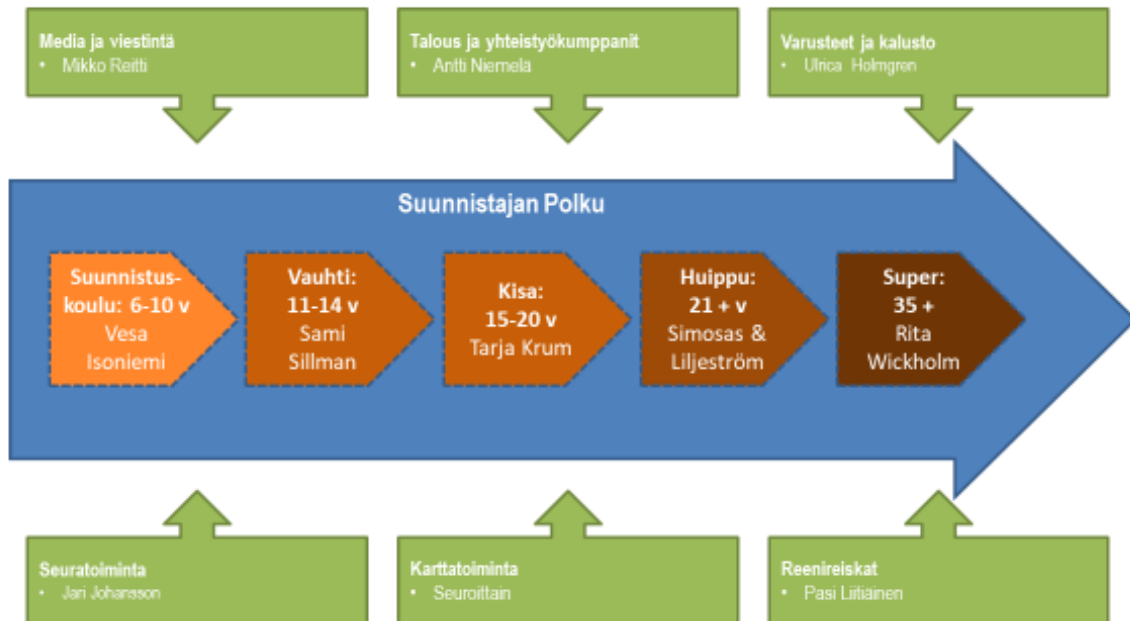 Media ja viestintä
• Mikko Reitti
Talous ja yhteistyökumppanit
• Antti Niemelä
Varusteet ja kalusto
• Ulrica Holmgren
Suunnistajan Polku
Suunnistus-
koulu: 6-10 v
Vesa
Isoniemi
Vauhti:
11-14 v
Sami
Sillman
Kisa:
15-20 v
Tarja Krum
Huippu:
21 + v
Simosas &
Liljeström
Super:
35 +
Rita
Wickholm
Seuratoiminta
• Jari Johansson
Karttatoiminta
• Seuroittain
Reenireiskat
• Pasi Liitiäinen